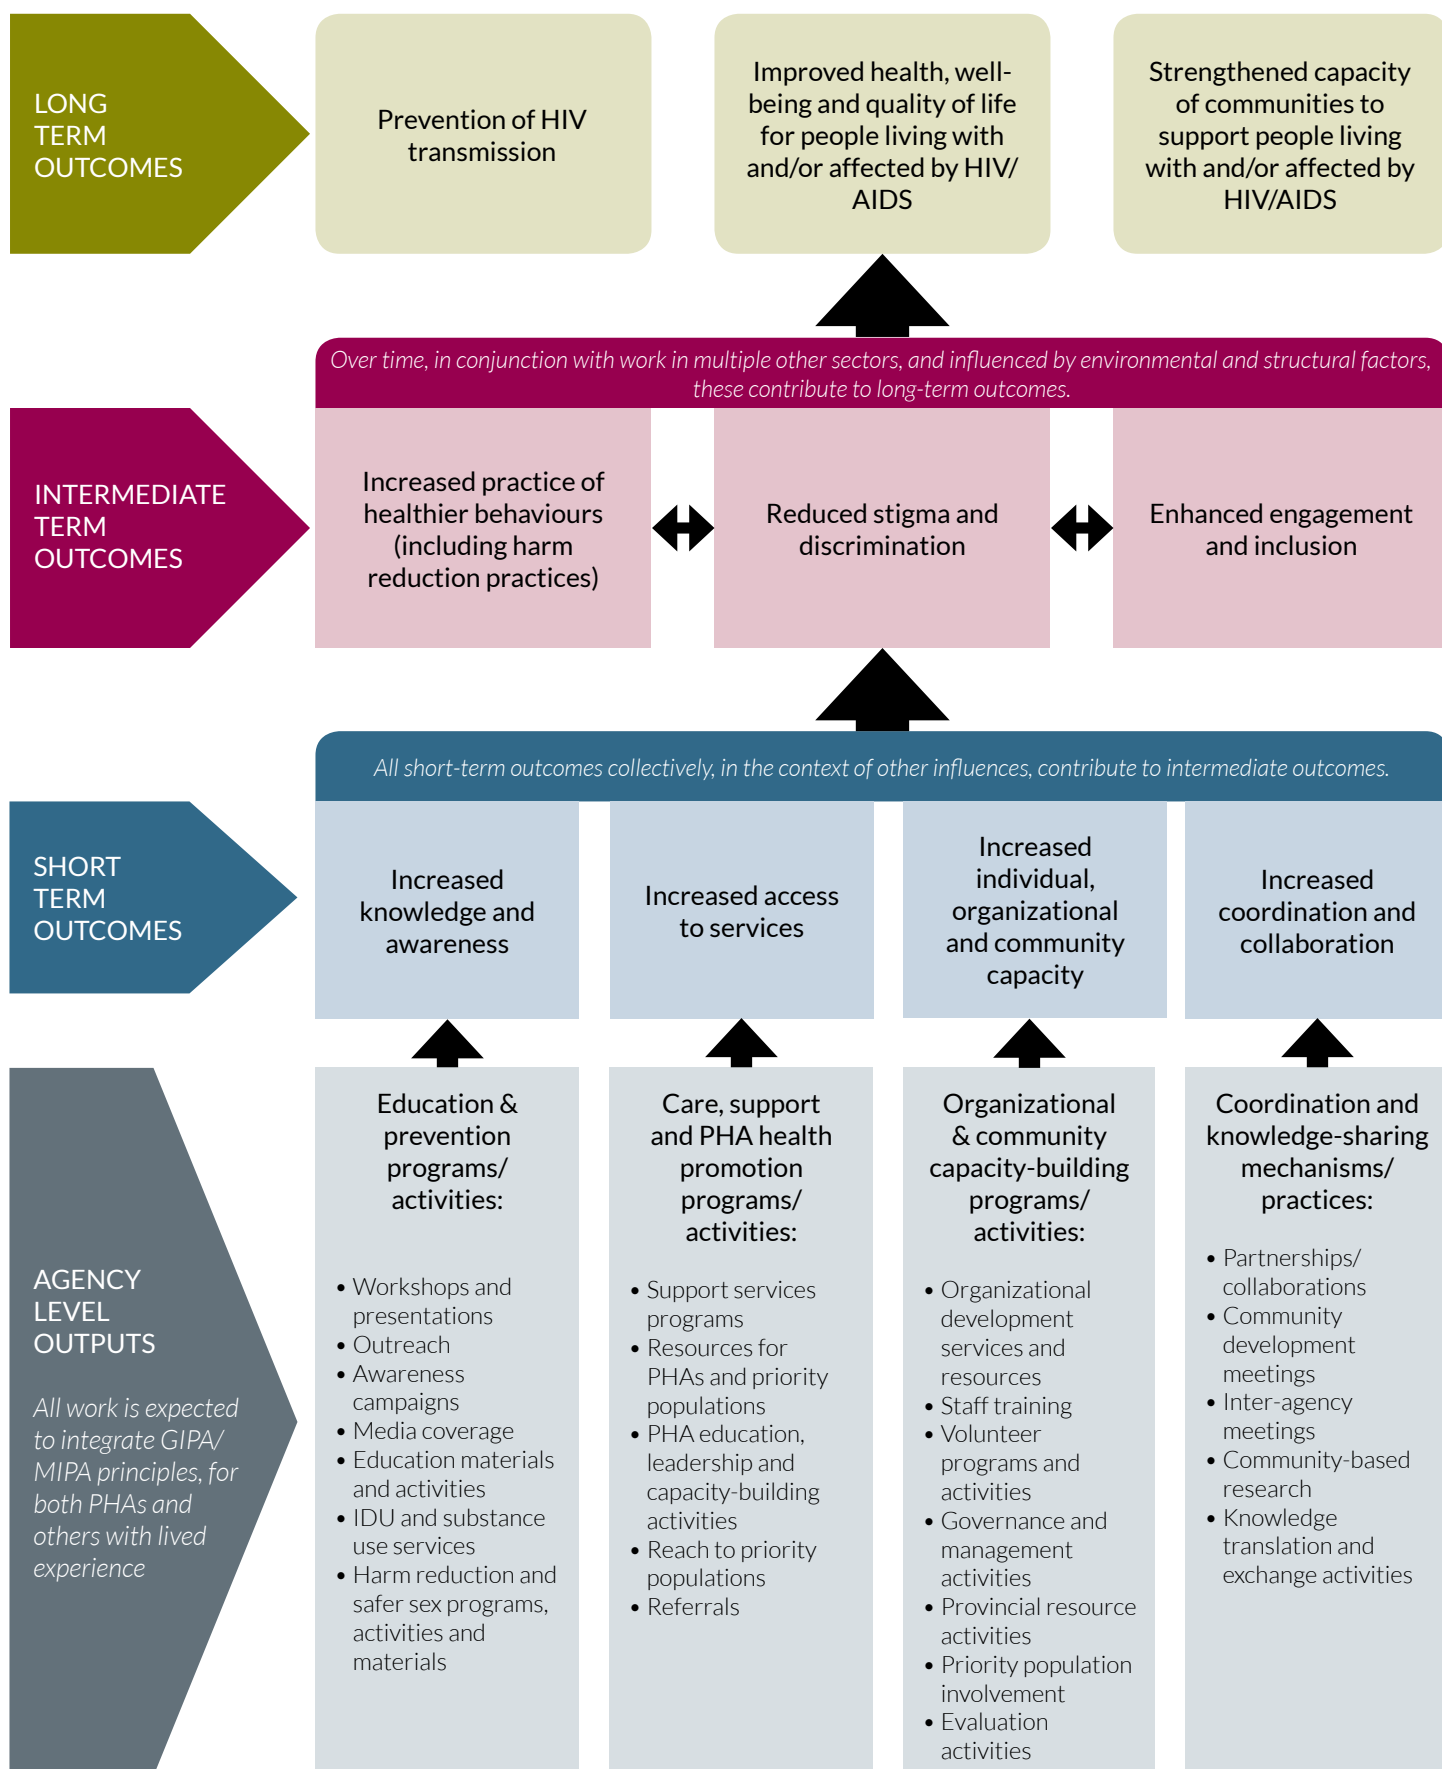 LONG
TERM
OUTCOMES
Prevention of HIV
transmission
Improved health, well-
being and quality of life
for people living with
and/or affected by HIV/
AIDS
Strengthened capacity
of communities to
support people living
with and/or affected by
HIV/AIDS
Over time, in conjunction with work in multiple other sectors, and influenced by environmental and structural factors,
these contribute to long-term outcomes.
INTERMEDIATE
TERM
OUTCOMES
Increased practice of
healthier behaviours
(including harm
reduction practices)
Reduced stigma and
discrimination
Enhanced engagement
and inclusion
All short-term outcomes collectively, in the context of other influences, contribute to intermediate outcomes.
SHORT
TERM
OUTCOMES
Increased
knowledge and
awareness
Increased access
to services
Increased
individual,
organizational
and community
capacity
Increased
coordination and
collaboration
AGENCY
LEVEL
OUTPUTS
All work is expected
to integrate GIPA/
MIPA principles, for
both PHAs and
others with lived
experience
Education &
prevention
programs/
activities:
• Workshops and
presentations
• Outreach
• Awareness
campaigns
• Media coverage
• Education materials
and activities
• IDU and substance
use services
• Harm reduction and
safer sex programs,
activities and
materials
Care, support
and PHA health
promotion
programs/
activities:
• Support services
programs
• Resources for
PHAs and priority
populations
• PHA education,
leadership and
capacity-building
activities
• Reach to priority
populations
• Referrals
Organizational
& community
capacity-building
programs/
activities:
• Organizational
development
services and
resources
• Staff training
• Volunteer
programs and
activities
• Governance and
management
activities
• Provincial resource
activities
• Priority population
involvement
• Evaluation
activities
Coordination and
knowledge-sharing
mechanisms/
practices:
• Partnerships/
collaborations
• Community
development
meetings
• Inter-agency
meetings
• Community-based
research
• Knowledge
translation and
exchange activities